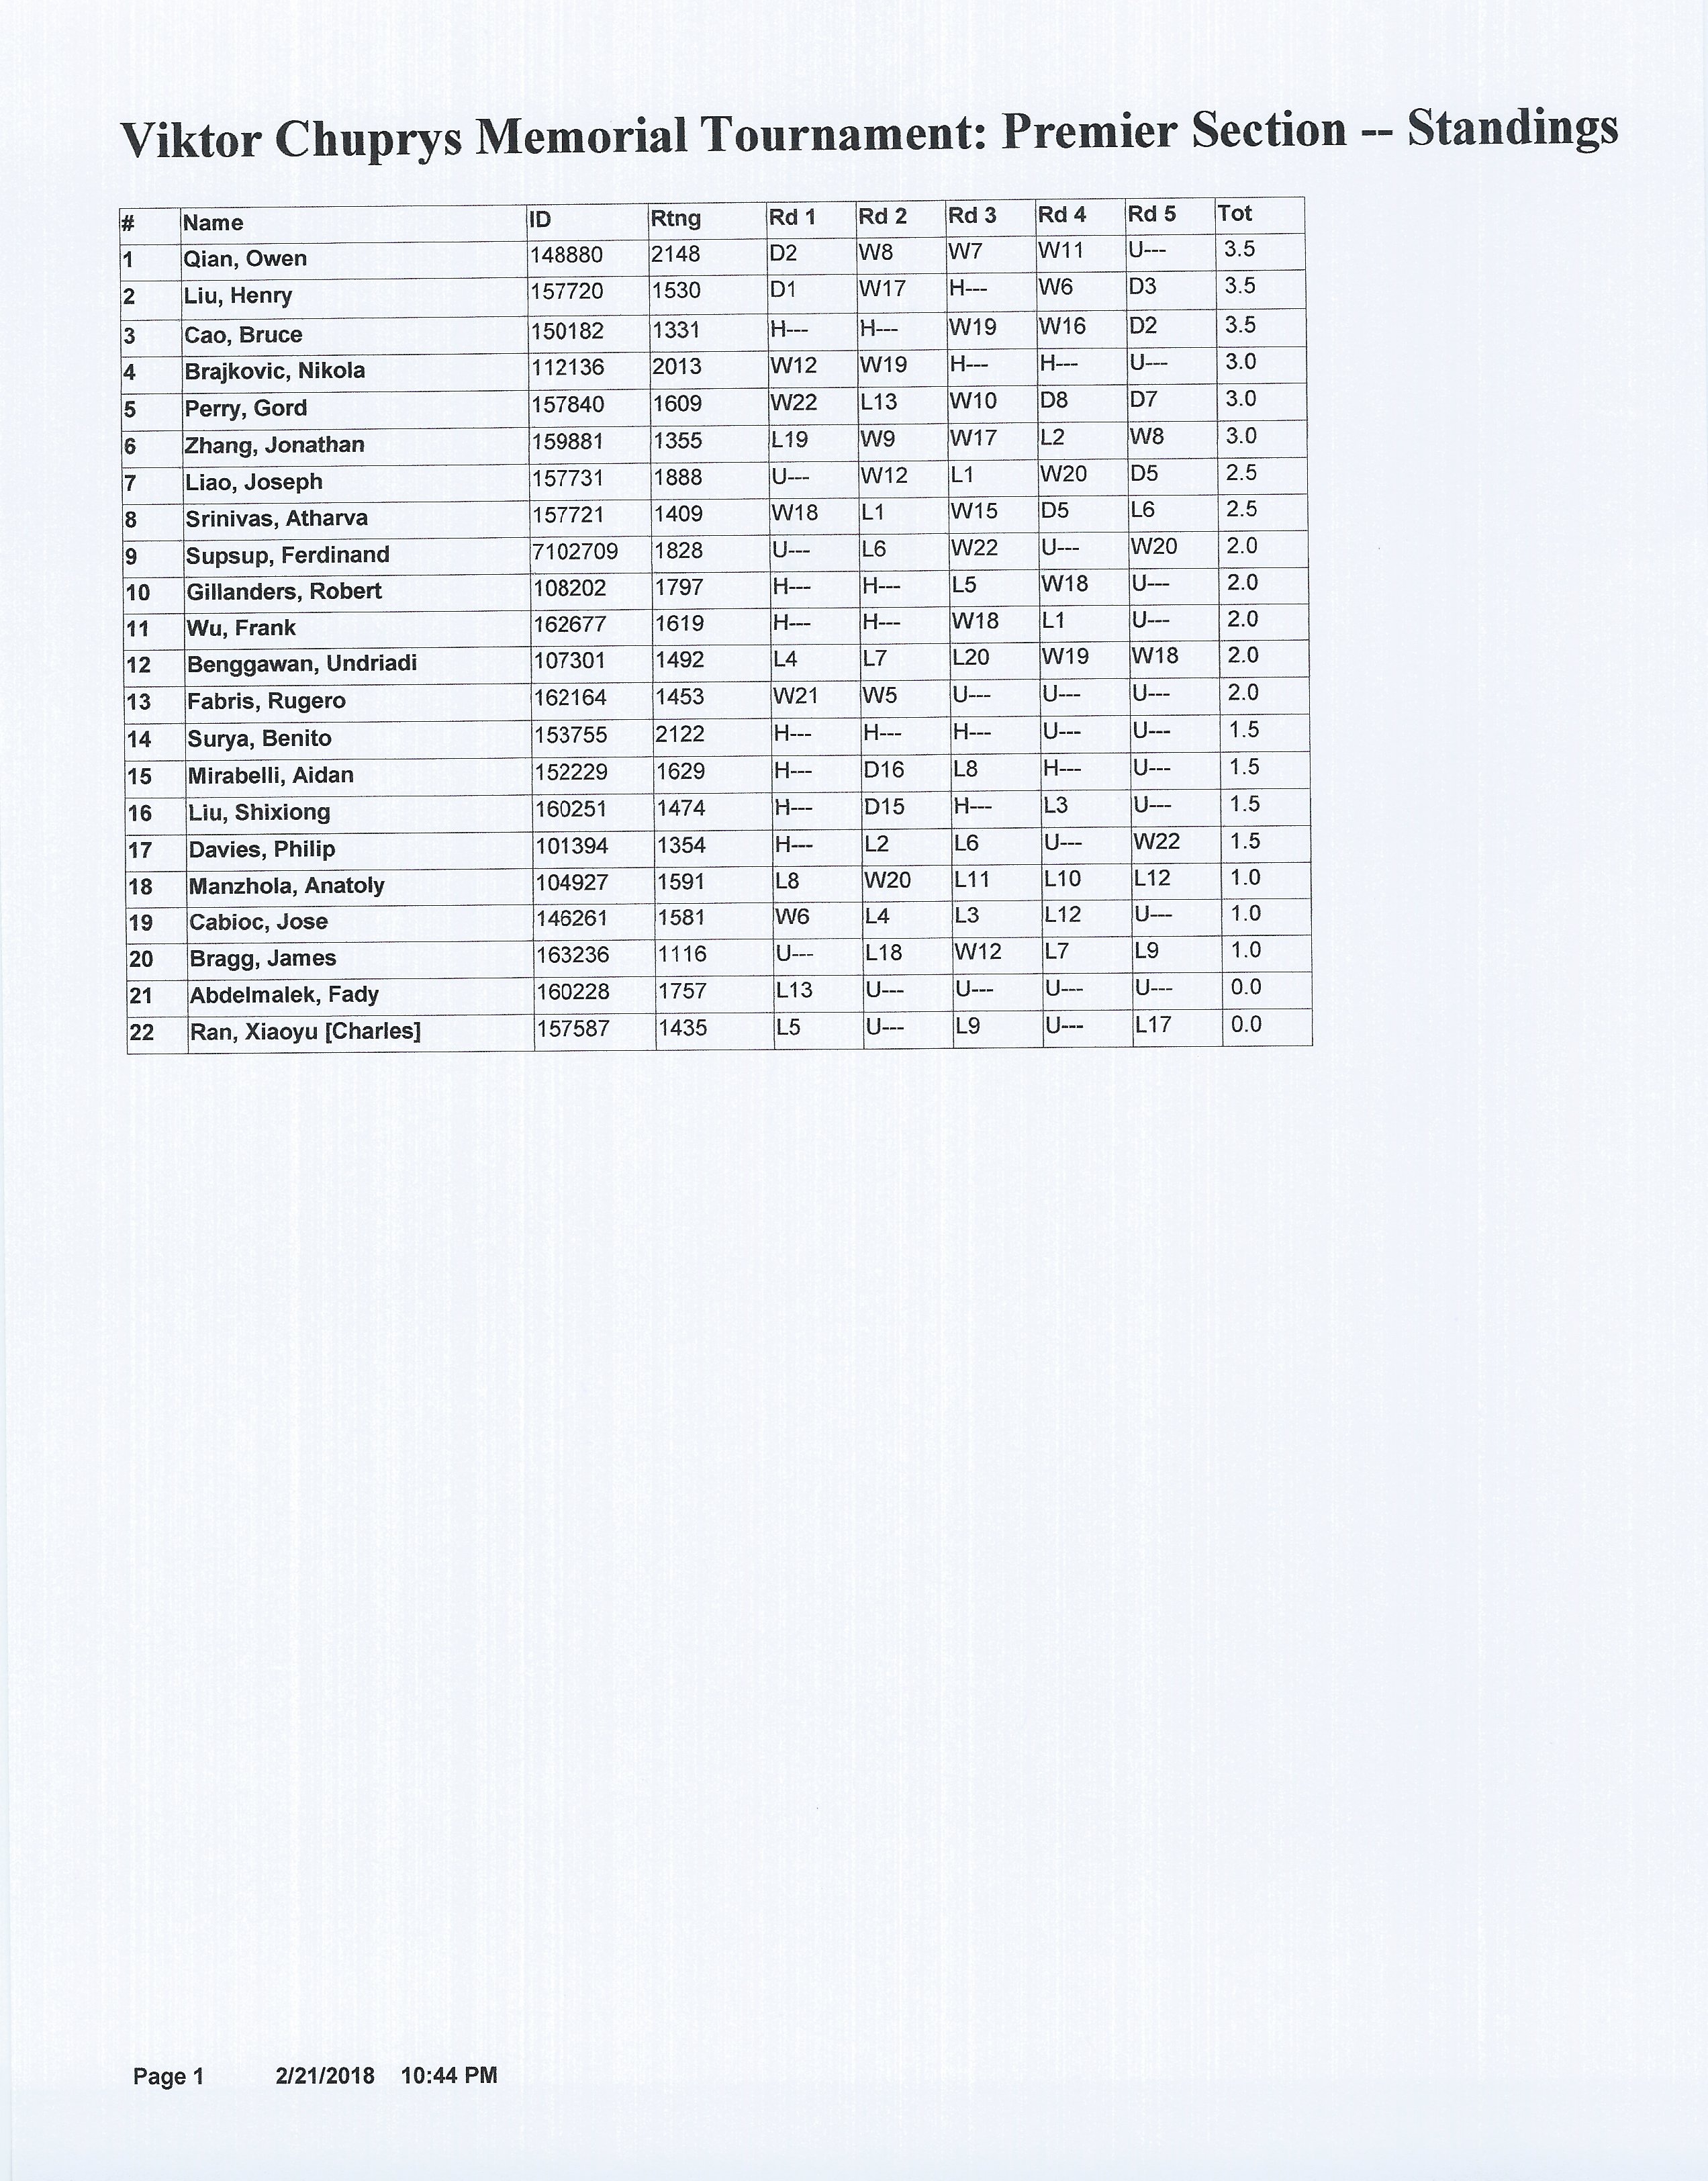 Viktor Chuprys Memorial Tournament: Premier Section -- Standings
# Name ID Rtng Rd 1 Rd 2 Rd 3 Rd 4 Rd 5 Tot
1 Qian, Owen 148880 2148 D2 W8 W7 W11 U--- 3.5
2 Liu, Henry 157720 1530 D1 W17 H--- W6 D3 3.5
3 Cao, Bruce 150182 1331 H--- H--- W19 W16 D2 3.5
4 Brajkovic, Nikola 112136 2013 W12 W19 H--- H--- U--- 3.0
5 Perry, Gord 157840 1609 W22 L13 W10 D8 D7 3.0
6 Zhang, Jonathan 159881 1355 L19 W9 W17 L2 W8 3.0
7 Liao, Joseph 157731 1888 U--- W12 L1 W20 D5 2.5
8 Srinivas, Atharva 157721 1409 W18 L1 W15 D5 L6 2.5
9 Supsup, Ferdinand 7102709 1828 U--- L6 W22 U--- W20 2.0
10 Gillanders, Robert 108202 1797 H--- H--- L5 W18 U--- 2.0
11 Wu, Frank 162677 1619 H--- H--- W18 L1 U--- 2.0
12 Benggawan, Undriadi 107301 1492 L4 L7 L20 W19 W18 2.0
13 Fabris, Rugero 162164 1453 W21 W5 U--- U--- U--- 2.0
14 Surya, Benito 153755 2122 H--- H--- H--- U--- U--- 1.5
15 Mirabelli, Aidan 152229 1629 H--- D16 L8 H--- U--- 1.5
16 Liu, Shixiong 160251 1474 H--- D15 H--- L3 U--- 1.5
17 Davies, Philip 101394 1354 H--- L2 L6 U--- W22 1.5
18 Manzhola, Anatoly 104927 1591 L8 W20 L11 L10 L12 1.0
19 Cabioc, Jose 146261 1581 W6 L4 L3 L12 U--- 1.0
20 Bragg, James 163236 1116 U--- L18 W12 L7 L9 1.0
21 Abdelmalek, Fady 160228 1757 L13 U--- U--- U--- U--- 0.0
22 Ran, Xiaoyu [Charles] 157587 1435 L5 U--- L9 U--- L17 0.0
Page 1 2/21/2018 10:44 PM